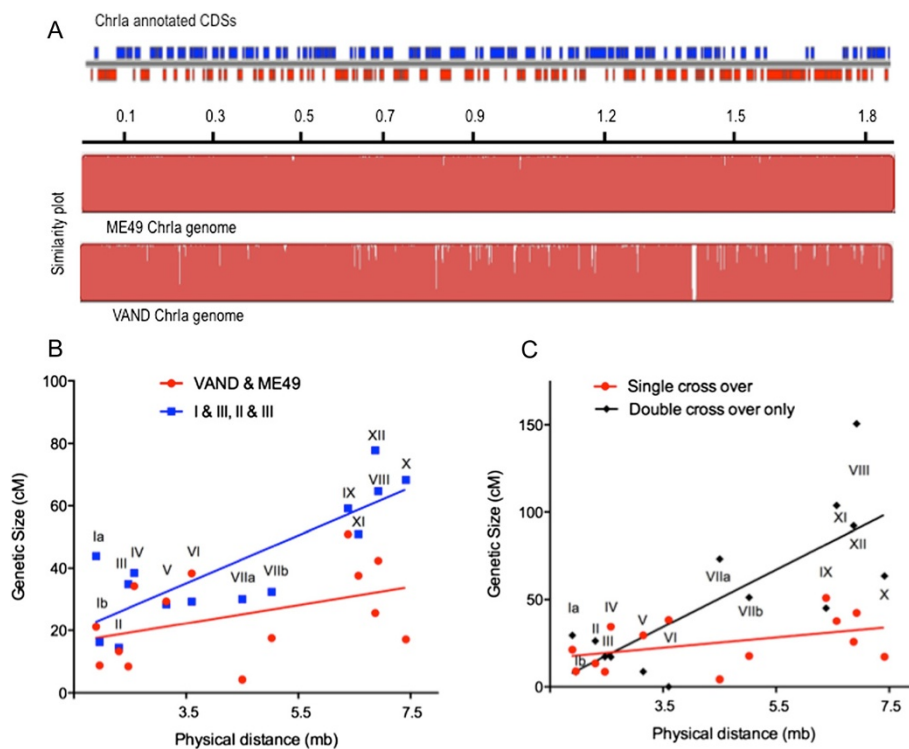 A
ChrIa annotated CDSs
0.1 0.3 0.5 0.7 0.9 1.2 1.5 1.8
Similarity plot
ME49 ChrIa genome
VAND ChrIa genome
B
VAND & ME49
I & III, II & III
100
80
60
40
20
0
Genetic Size (cM)
Ia
Ib
II
III
IV
V
VI
VIIa
VIIb
IX
XI
XII
VIII
X
3.5 5.5 7.5
Physical distance (mb)
C
Single cross over
Double cross over only
150
100
50
0
Genetic Size (cM)
Ia
Ib
II
III
IV
V
VI
VIIa
VIIb
IX
XI
XII
VIII
X
3.5 5.5 7.5
Physical distance (mb)